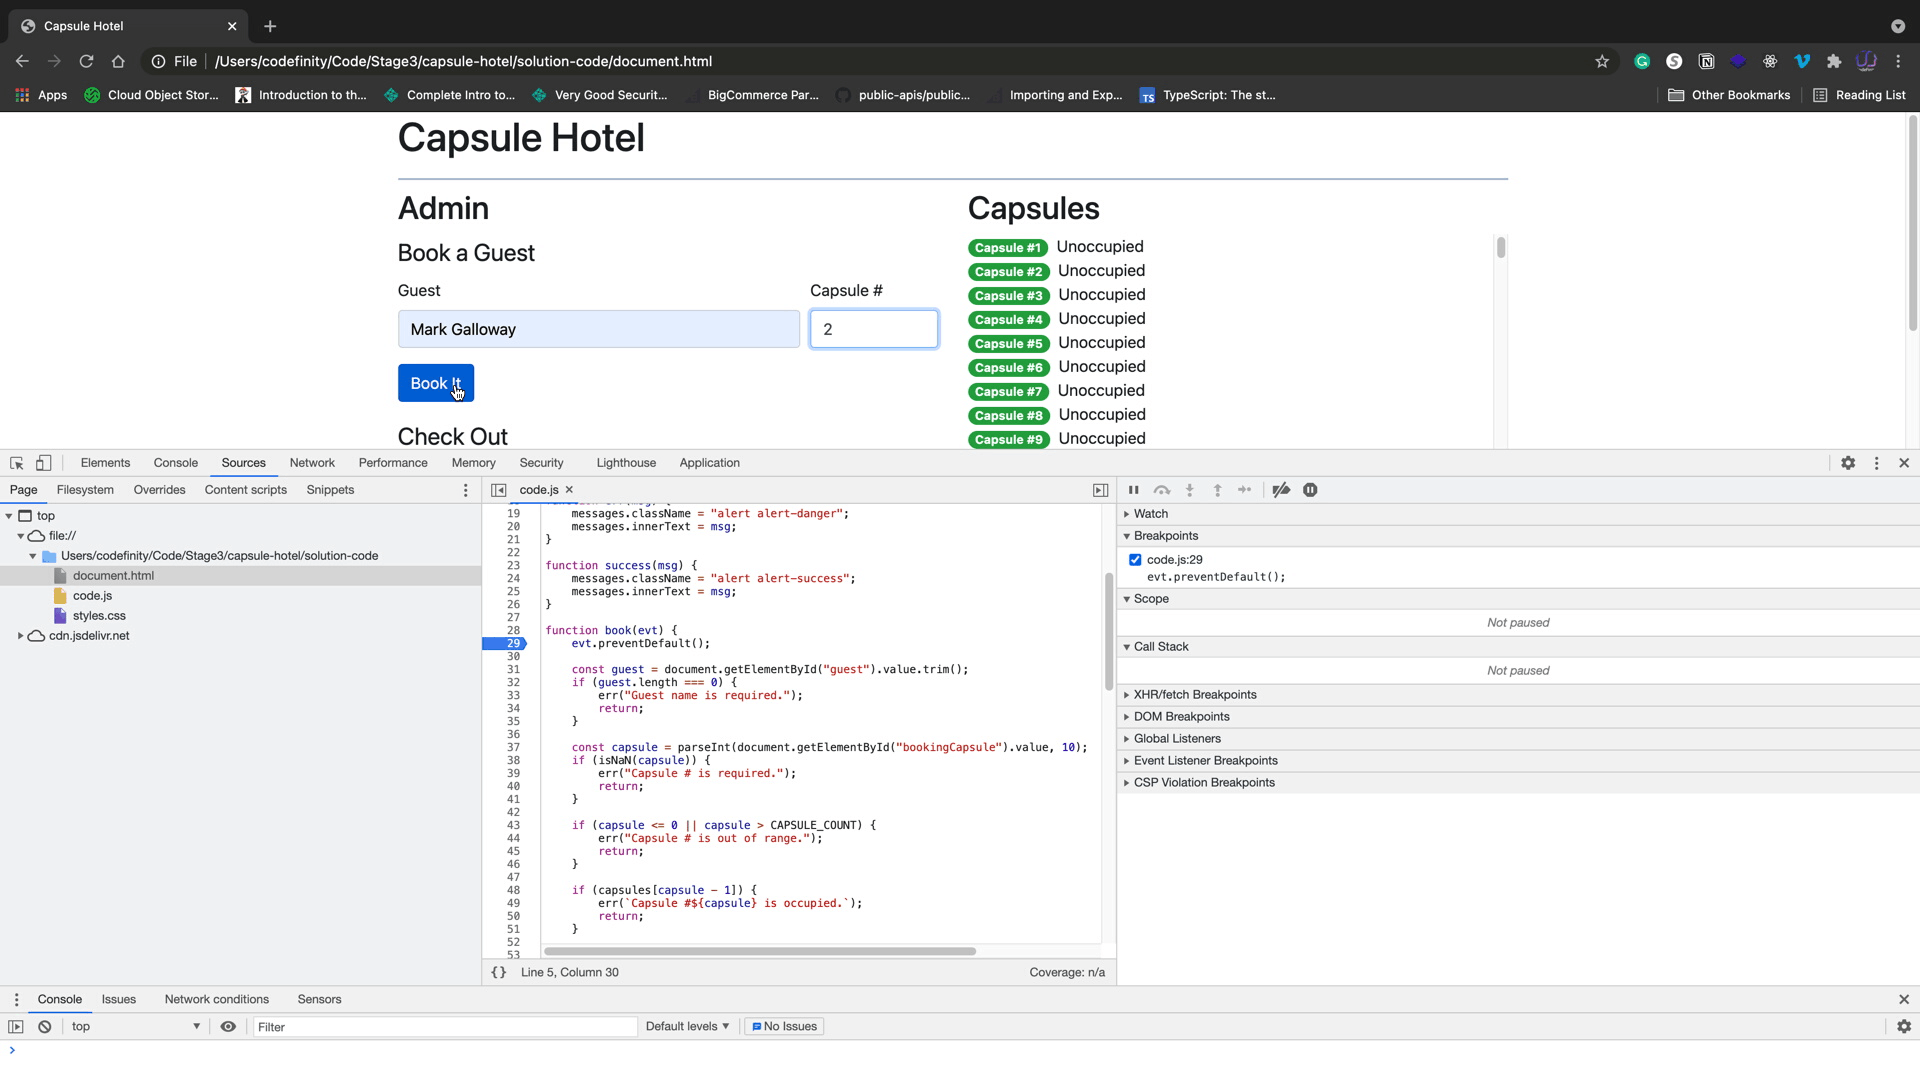 Capsule Hotel
File
/Users/codefinity/Code/Stage3/capsule-hotel/solution-code/document.html
Apps
Cloud Object Stor...
Introduction to th...
Complete Intro to...
Very Good Securit...
BigCommerce Par...
public-apis/public...
Importing and Exp...
TypeScript: The st...
Other Bookmarks
Reading List
Capsule Hotel
Admin
Book a Guest
Guest
Capsule #
Mark Galloway
2
Book It
Check Out
Capsules
Capsule #1 Unoccupied
Capsule #2 Unoccupied
Capsule #3 Unoccupied
Capsule #4 Unoccupied
Capsule #5 Unoccupied
Capsule #6 Unoccupied
Capsule #7 Unoccupied
Capsule #8 Unoccupied
Capsule #9 Unoccupied
Elements Console Sources Network Performance Memory Security Lighthouse Application
Page Filesystem Overrides Content scripts Snippets
top
file://
Users/codefinity/Code/Stage3/capsule-hotel/solution-code
document.html
code.js
styles.css
cdn.jsdelivr.net
code.js
19 messages.className = "alert alert-danger";
20 messages.innerText = msg;
21 }
22
23 function success(msg) {
24 messages.className = "alert alert-success";
25 messages.innerText = msg;
26 }
27
28 function book(evt) {
29 evt.preventDefault();
30
31 const guest = document.getElementById("guest").value.trim();
32 if (guest.length === 0) {
33 err("Guest name is required.");
34 return;
35 }
36
37 const capsule = parseInt(document.getElementById("bookingCapsule").value, 10);
38 if (isNaN(capsule)) {
39 err("Capsule # is required.");
40 return;
41 }
42
43 if (capsule <= 0 || capsule > CAPSULE_COUNT) {
44 err("Capsule # is out of range.");
45 return;
46 }
47
48 if (capsules[capsule - 1]) {
49 err(`Capsule #${capsule} is occupied.`);
50 return;
51 }
52
53
{} Line 5, Column 30
Coverage: n/a
Watch
Breakpoints
code.js:29
evt.preventDefault();
Scope
Not paused
Call Stack
Not paused
XHR/fetch Breakpoints
DOM Breakpoints
Global Listeners
Event Listener Breakpoints
CSP Violation Breakpoints
Console Issues Network conditions Sensors
top
Filter
Default levels
No Issues